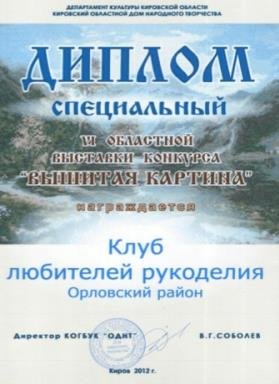 ДЕПАРТАМЕНТ КУЛЬТУРЫ КИРОВСКОЙ ОБЛАСТИ
КИРОВСКИЙ ОБЛАСТНОЙ ДОМ НАРОДНОГО ТВОРЧЕСТВА
ДИПЛОМ
СПЕЦИАЛЬНЫЙ
VI ОБЛАСТНОЙ
ВЫСТАВКИ КОНКУРСА
"ВЫШИТАЯ КАРТИНА"
награждается
Клуб
любителей рукоделия
Орловский район
Директор КОГБУК "ОДНТ" В.Г.СОБОЛЕВ
Киров 2012 г.